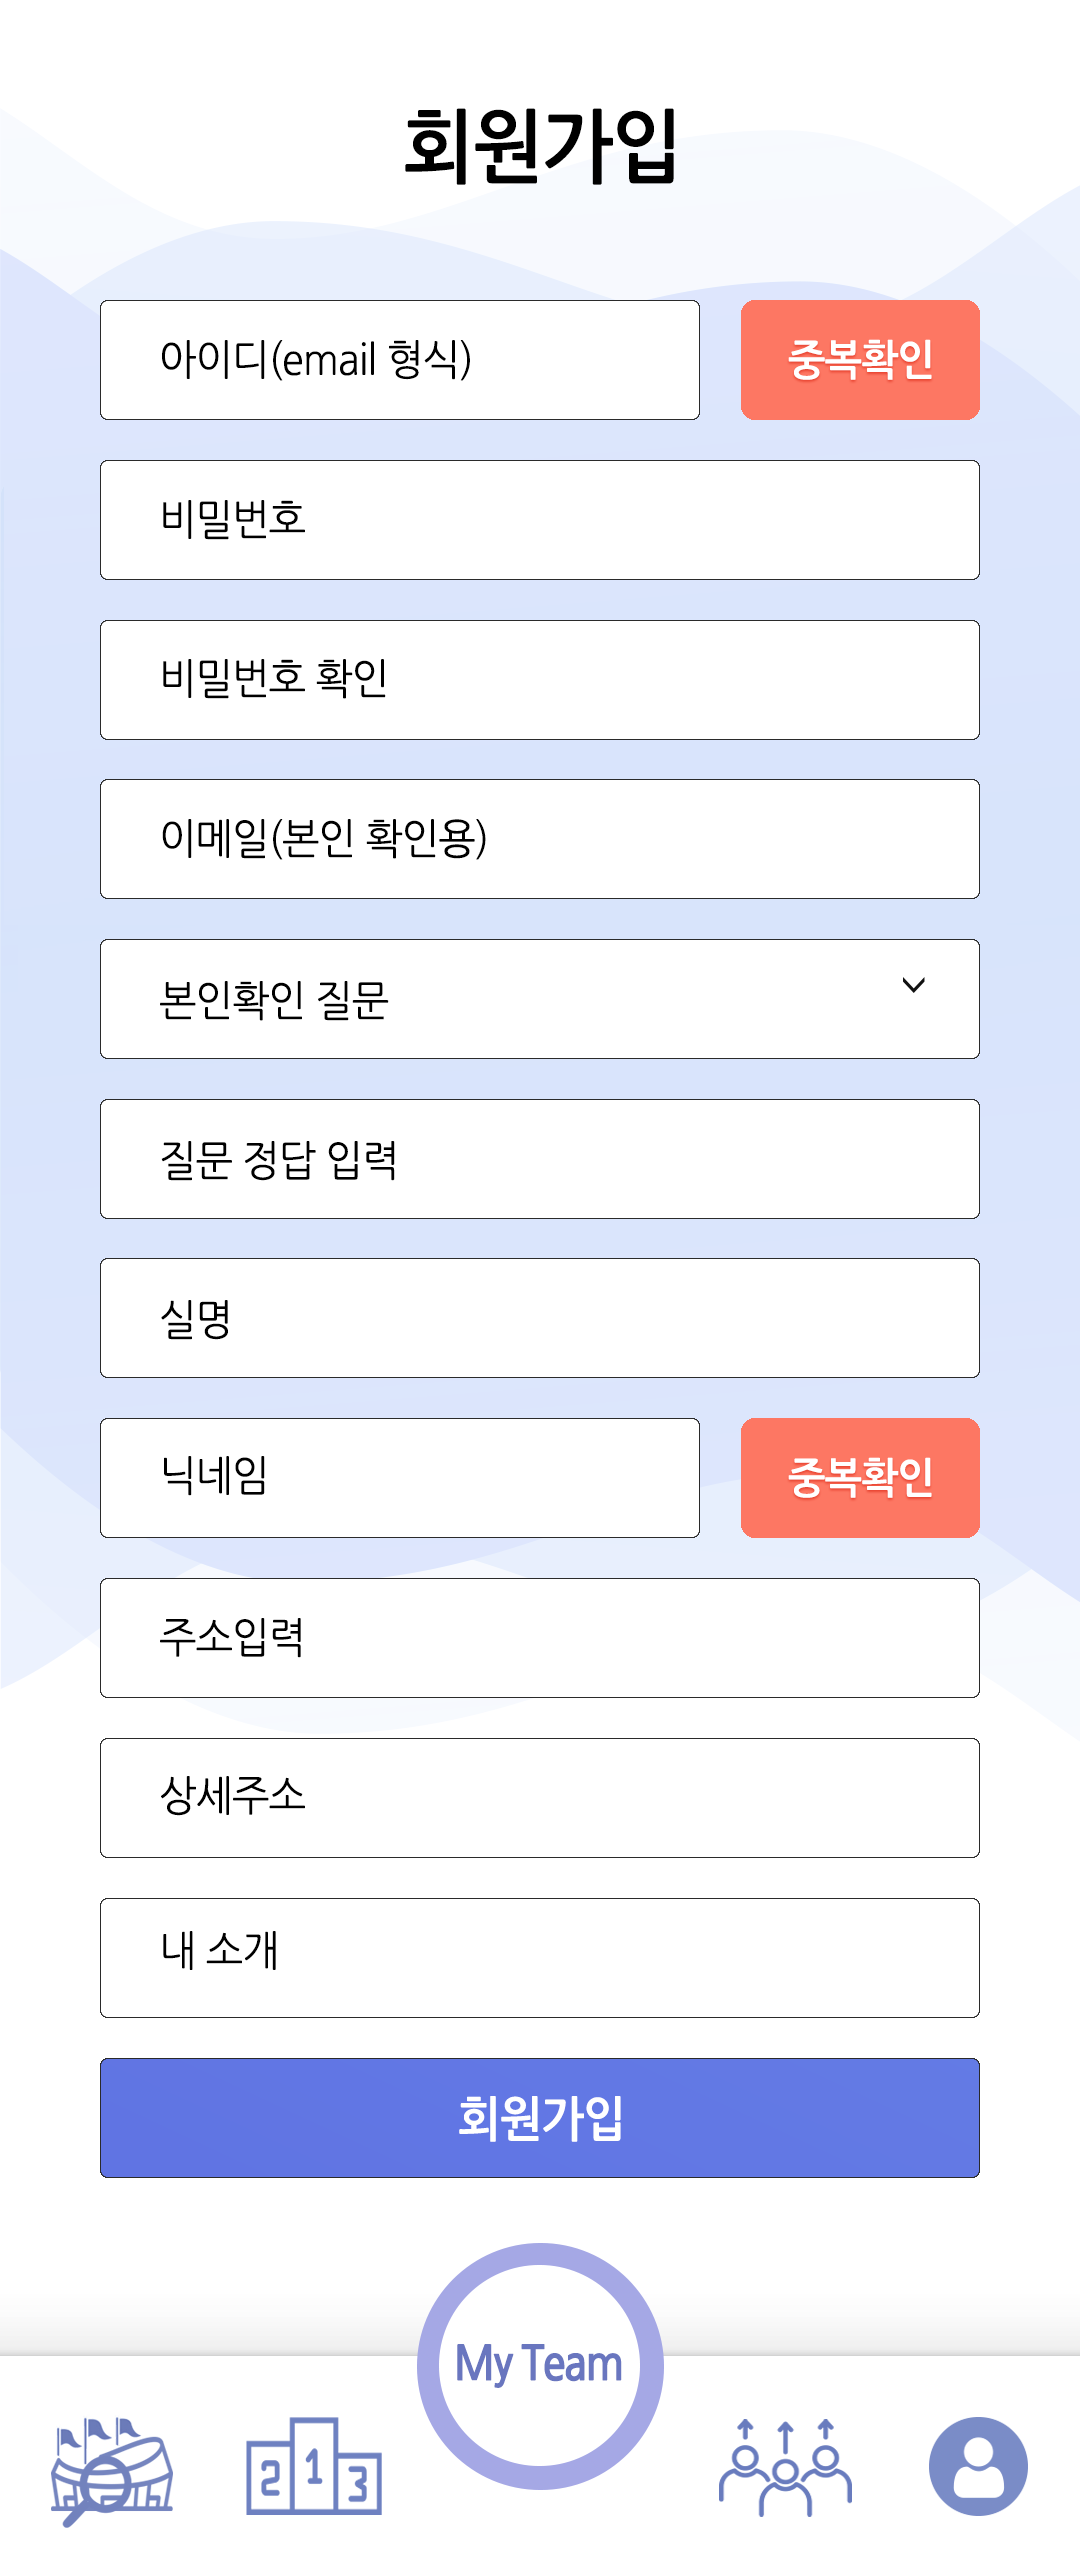 회원가입
아이디(email 형식)
중복확인
비밀번호
비밀번호 확인
이메일(본인 확인용)
본인확인 질문
질문 정답 입력
실명
닉네임
중복확인
주소입력
상세주소
내 소개
회원가입
My Team
2 1 3